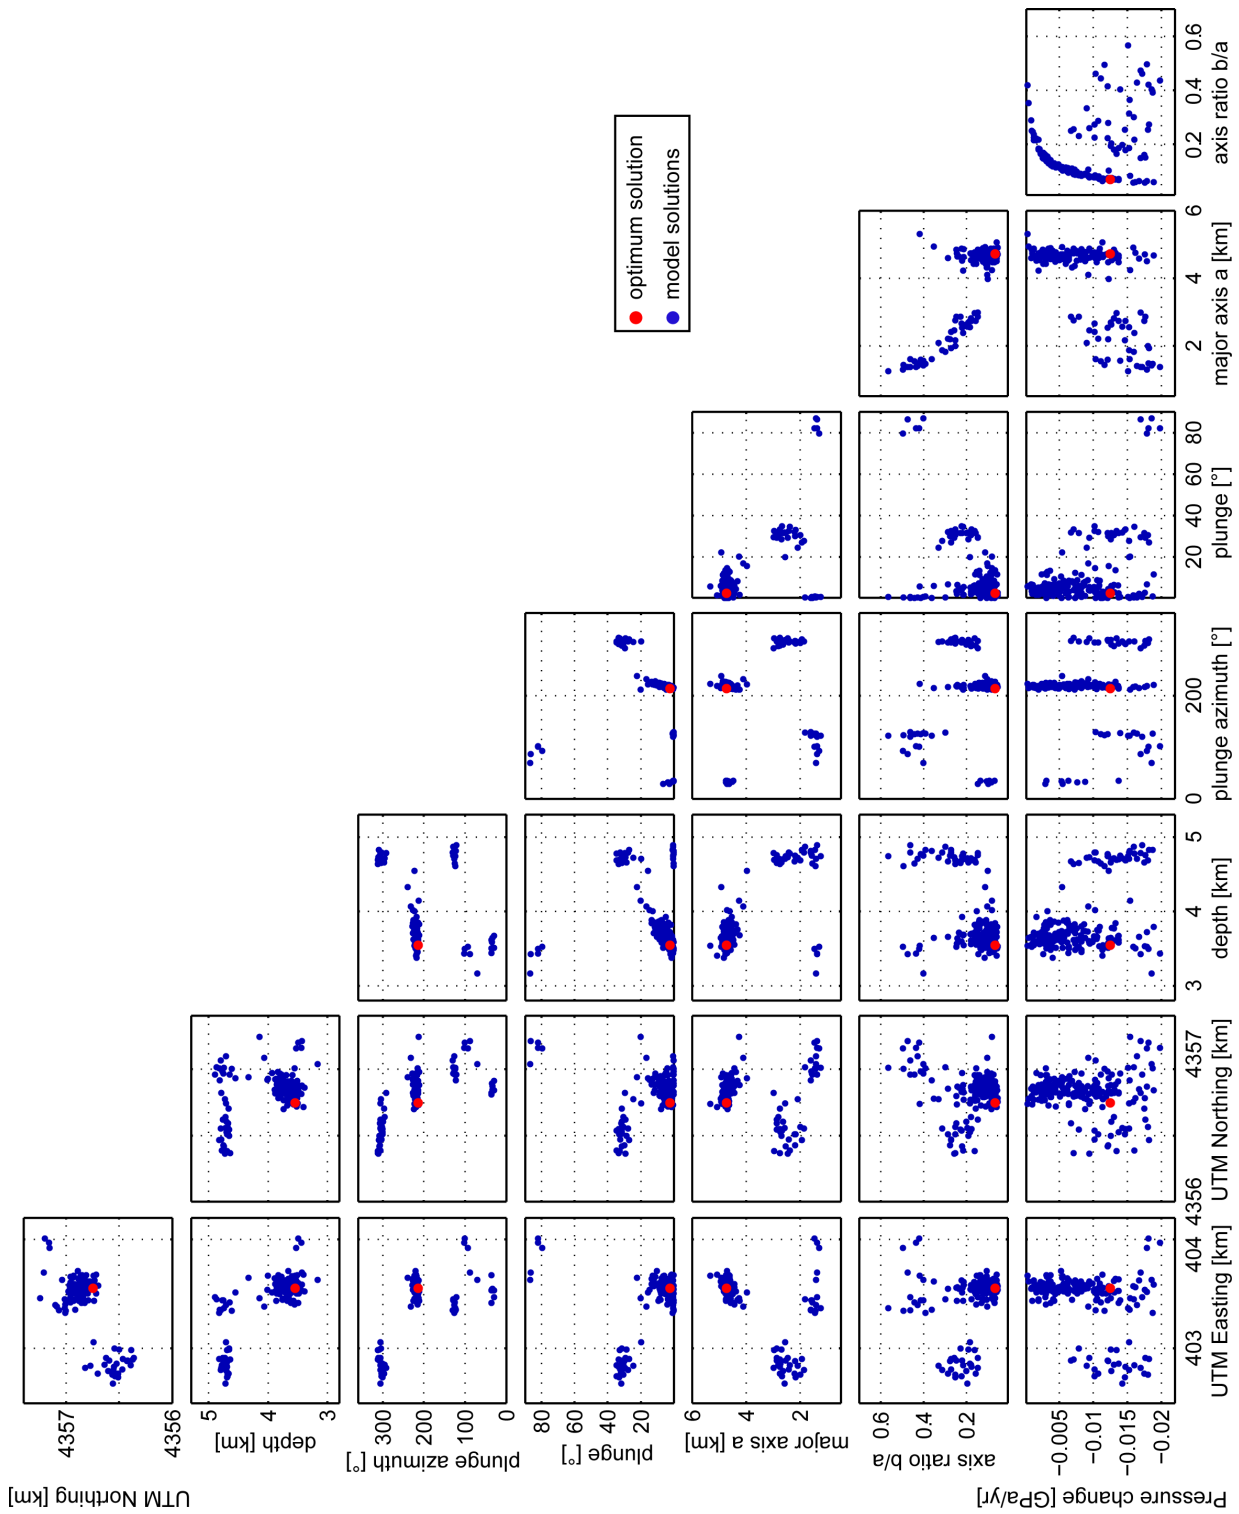 UTM Northing [km]
4357
4356
depth [km]
5
4
3
plunge azimuth [°]
300
200
100
0
plunge [°]
80
60
40
20
major axis a [km]
6
4
2
axis ratio b/a
0.6
0.4
0.2
Pressure change [GPa/yr]
−0.005
−0.01
−0.015
−0.02
403
404
UTM Easting [km]
4356
4357
UTM Northing [km]
3
4
5
depth [km]
0
200
plunge azimuth [°]
20
40
60
80
plunge [°]
2
4
6
major axis a [km]
0.2
0.4
0.6
axis ratio b/a
optimum solution
model solutions